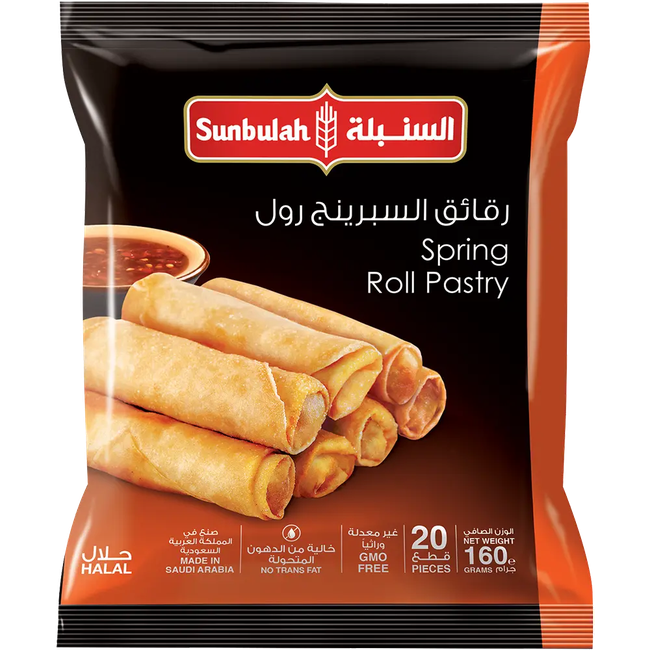 Sunbulah السنبلة
رقائق السبرينج رول
Spring
Roll Pastry
حلال
HALAL
صنع في
المملكة العربية
السعودية
MADE IN
SAUDI ARABIA
خالية من الدهون
المتحولة
NO TRANS FAT
غير معدلة
وراثيا
GMO
FREE
20
قطع
PIECES
الوزن الصافي
NET WEIGHT
160e
GRAMS جرام